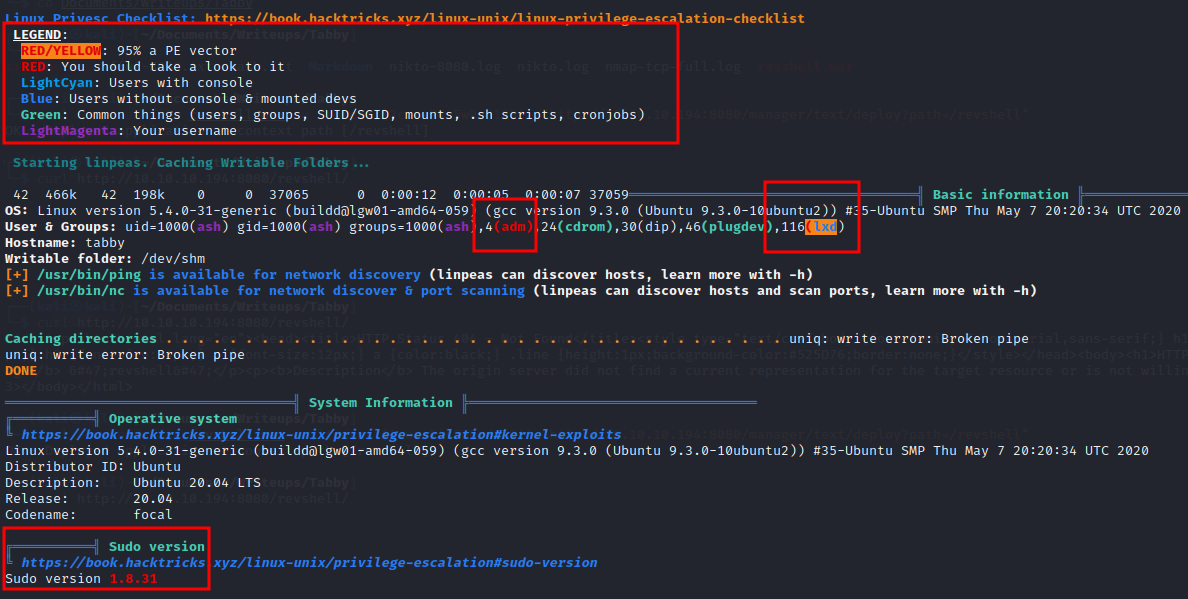 Linux Privesc Checklist: https://book.hacktricks.xyz/linux-unix/linux-privilege-escalation-checklist
LEGEND:
RED/YELLOW: 95% a PE vector
RED: You should take a look to it
LightCyan: Users with console
Blue: Users without console & mounted devs
Green: Common things (users, groups, SUID/SGID, mounts, .sh scripts, cronjobs)
LightMagenta: Your username
Starting linpeas. Caching Writable Folders...
42 466k 42 198k 0 0 37065 0 0:00:12 0:00:05 0:00:07 37059 Basic information
OS: Linux version 5.4.0-31-generic (buildd@lgw01-amd64-059) (gcc version 9.3.0 (Ubuntu 9.3.0-10ubuntu2)) #35-Ubuntu SMP Thu May 7 20:20:34 UTC 2020
User & Groups: uid=1000(ash) gid=1000(ash) groups=1000(ash),4(adm),24(cdrom),30(dip),46(plugdev),116(lxd)
Hostname: tabby
Writable folder: /dev/shm
[+] /usr/bin/ping is available for network discovery (linpeas can discover hosts, learn more with -h)
[+] /usr/bin/nc is available for network discover & port scanning (linpeas can discover hosts and scan ports, learn more with -h)
Caching directories . . . . . . . . . . . . . . . . . . . . . . . . . . . . . . . . . . . . . . . uniq: write error: Broken pipe
uniq: write error: Broken pipe
DONE
System Information
Operative system
https://book.hacktricks.xyz/linux-unix/privilege-escalation#kernel-exploits
Linux version 5.4.0-31-generic (buildd@lgw01-amd64-059) (gcc version 9.3.0 (Ubuntu 9.3.0-10ubuntu2)) #35-Ubuntu SMP Thu May 7 20:20:34 UTC 2020
Distributor ID: Ubuntu
Description: Ubuntu 20.04 LTS
Release: 20.04
Codename: focal
Sudo version
https://book.hacktricks.xyz/linux-unix/privilege-escalation#sudo-version
Sudo version 1.8.31